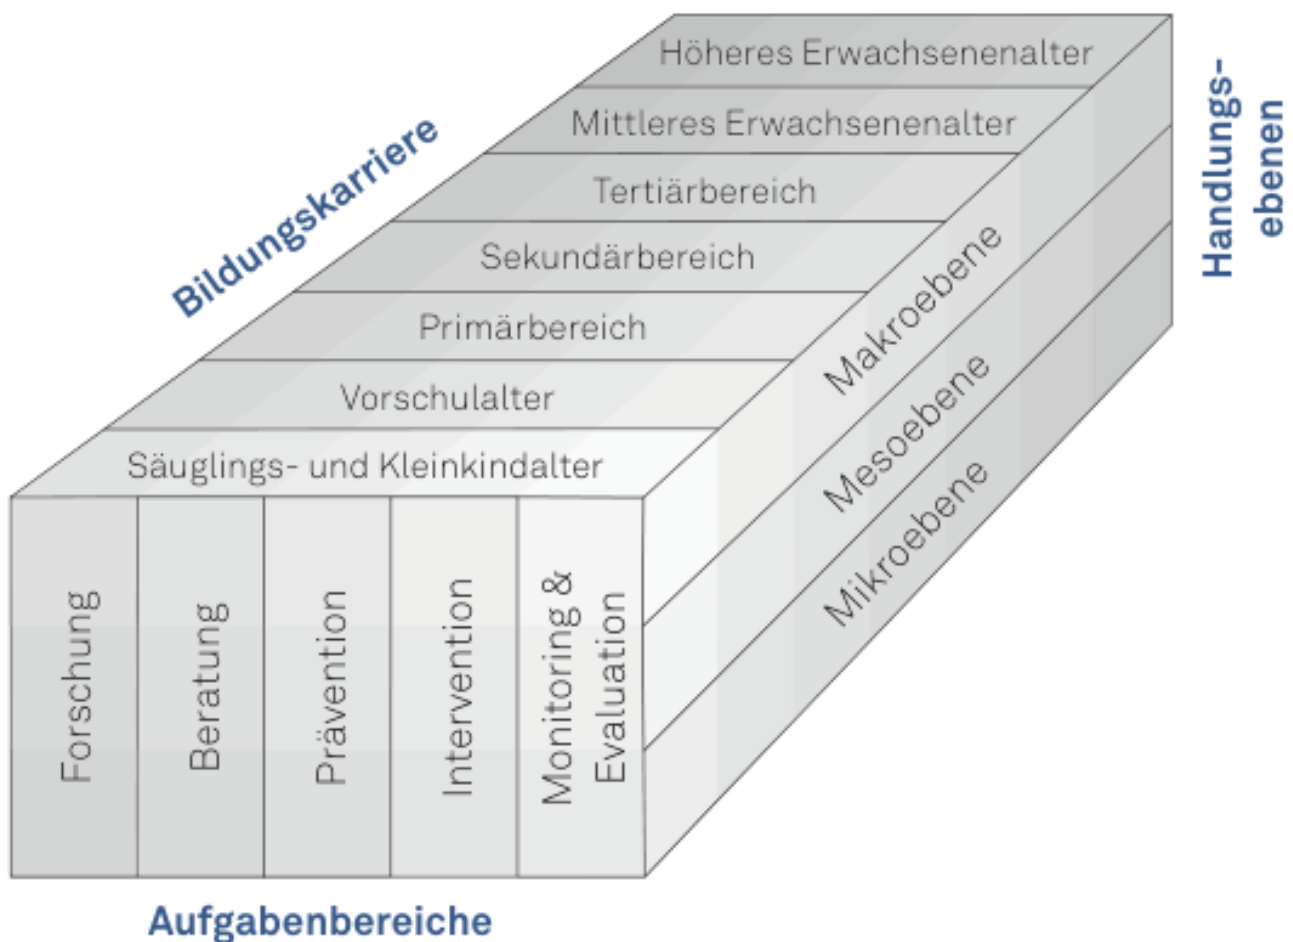 Höheres Erwachsenenalter
Mittleres Erwachsenenalter
Tertiärbereich
Sekundärbereich
Primärbereich
Vorschulalter
Säuglings- und Kleinkindalter
Bildungskarriere
Handlungs-
ebenen
Makroebene
Mesoebene
Mikroebene
Forschung
Beratung
Prävention
Intervention
Monitoring &
Evaluation
Aufgabenbereiche